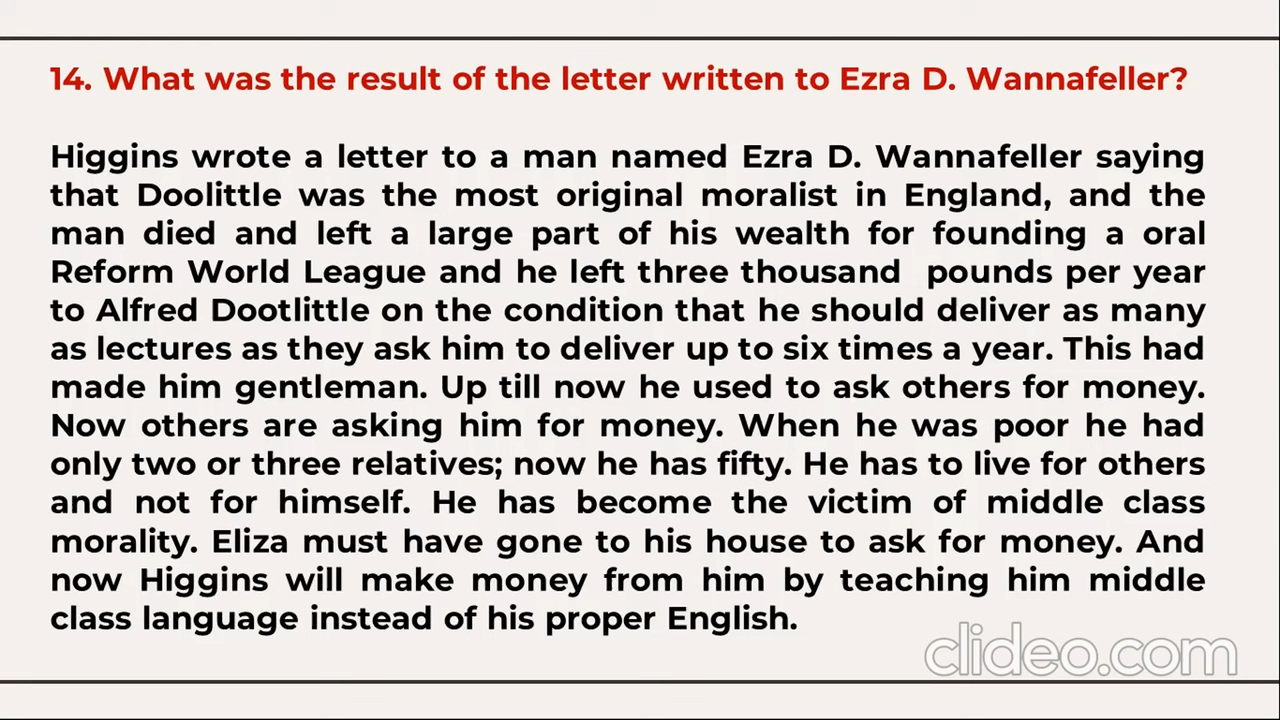 14. What was the result of the letter written to Ezra D. Wannafeller?
Higgins wrote a letter to a man named Ezra D. Wannafeller saying
that Doolittle was the most original moralist in England, and the
man died and left a large part of his wealth for founding a oral
Reform World League and he left three thousand pounds per year
to Alfred Dootlittle on the condition that he should deliver as many
as lectures as they ask him to deliver up to six times a year. This had
made him gentleman. Up till now he used to ask others for money.
Now others are asking him for money. When he was poor he had
only two or three relatives; now he has fifty. He has to live for others
and not for himself. He has become the victim of middle class
morality. Eliza must have gone to his house to ask for money. And
now Higgins will make money from him by teaching him middle
class language instead of his proper English.
clideo.com